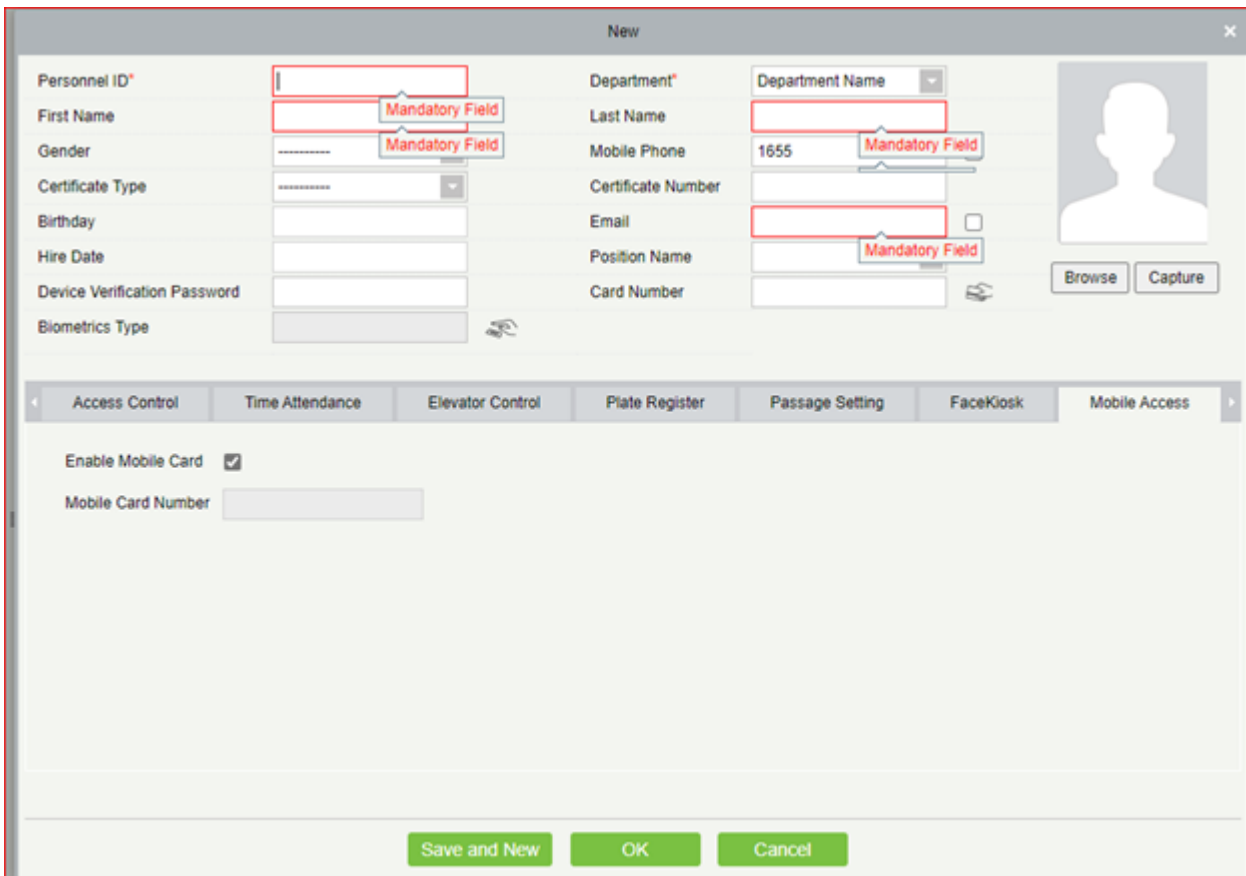 New
Personnel ID*
Department*
Department Name
Mandatory Field
First Name
Last Name
Mandatory Field
Mandatory Field
Gender
----------
Mobile Phone
1655
Certificate Type
----------
Certificate Number
Birthday
Email
Mandatory Field
Hire Date
Position Name
Browse
Capture
Device Verification Password
Card Number
Biometrics Type
Access Control
Time Attendance
Elevator Control
Plate Register
Passage Setting
FaceKiosk
Mobile Access
Enable Mobile Card
Mobile Card Number
Save and New
OK
Cancel